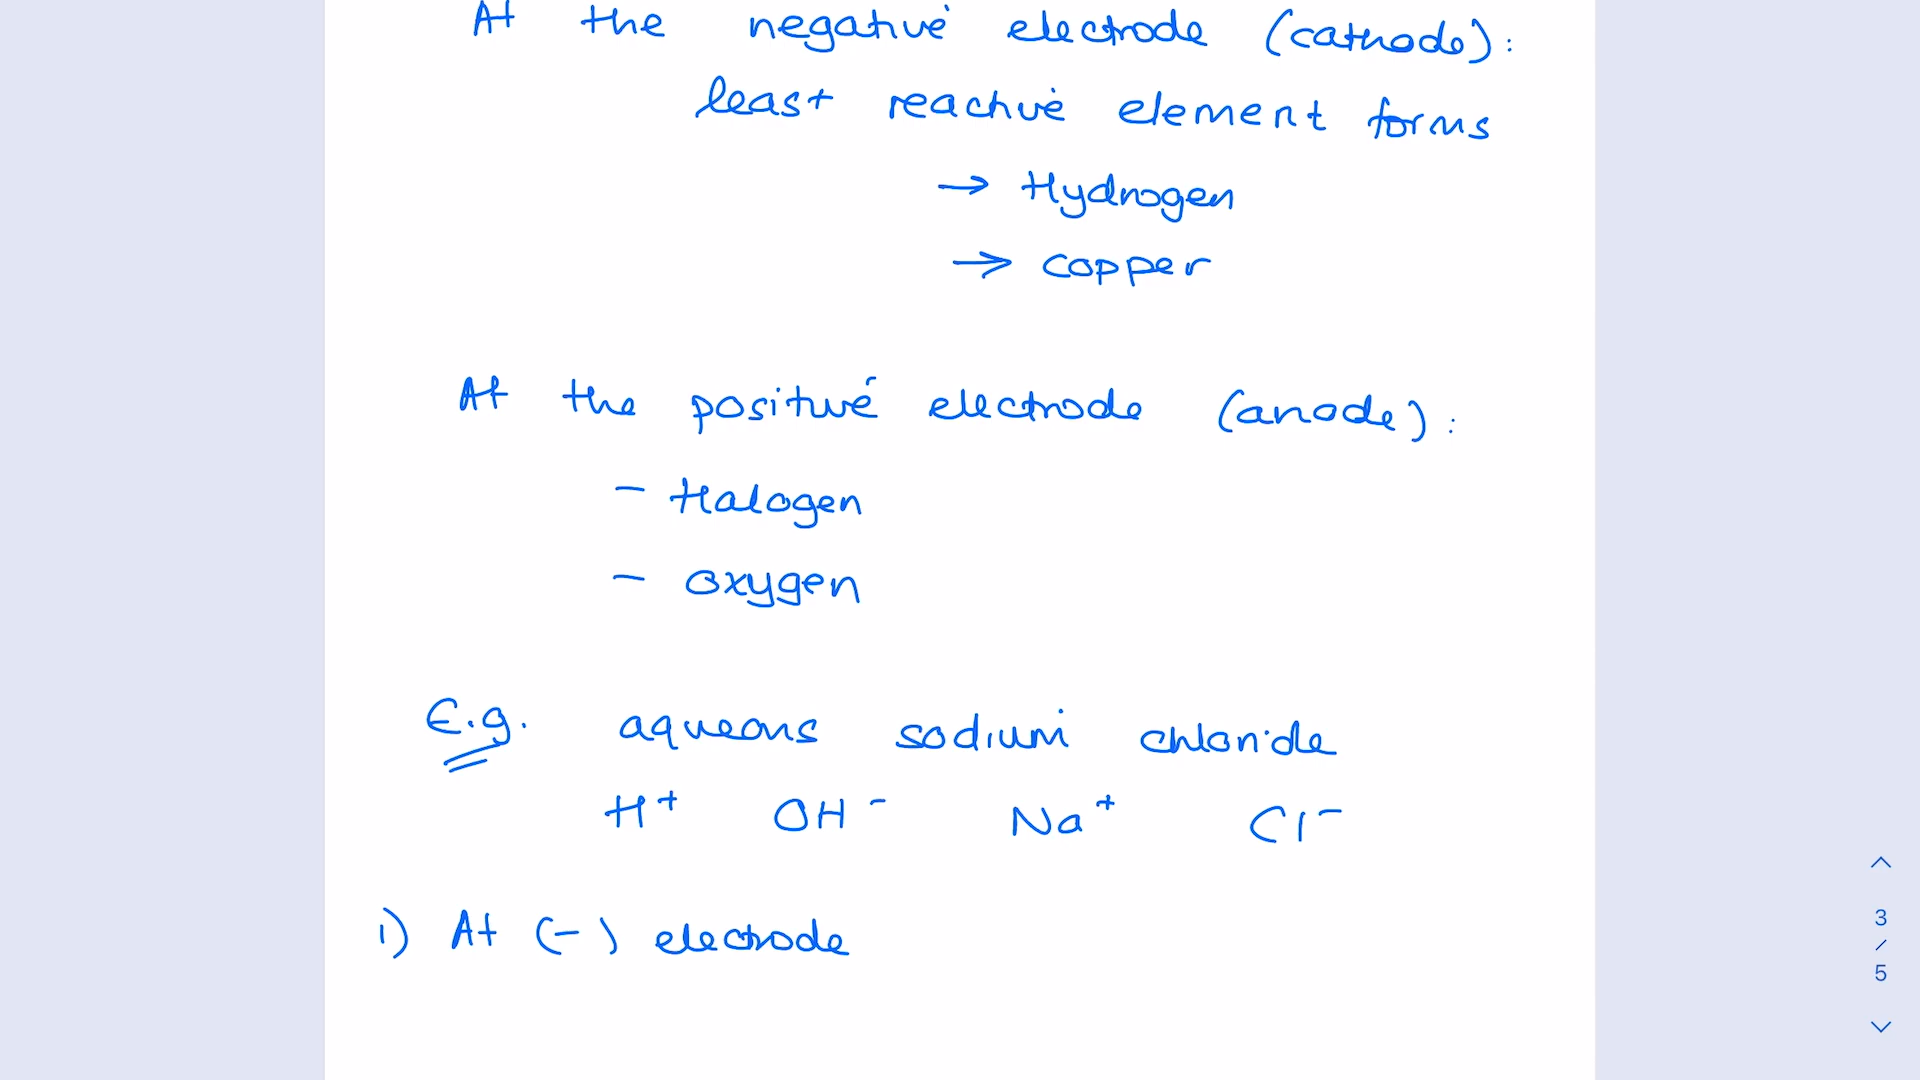 At the negative electrode (cathode):
least reactive element forms
→ Hydrogen
→ copper
At the positive electrode (anode):
- Halogen
- oxygen
E.g. aqueous sodium chloride
H⁺ OH⁻ Na⁺ Cl⁻
1) At (-) electrode
3
/
5